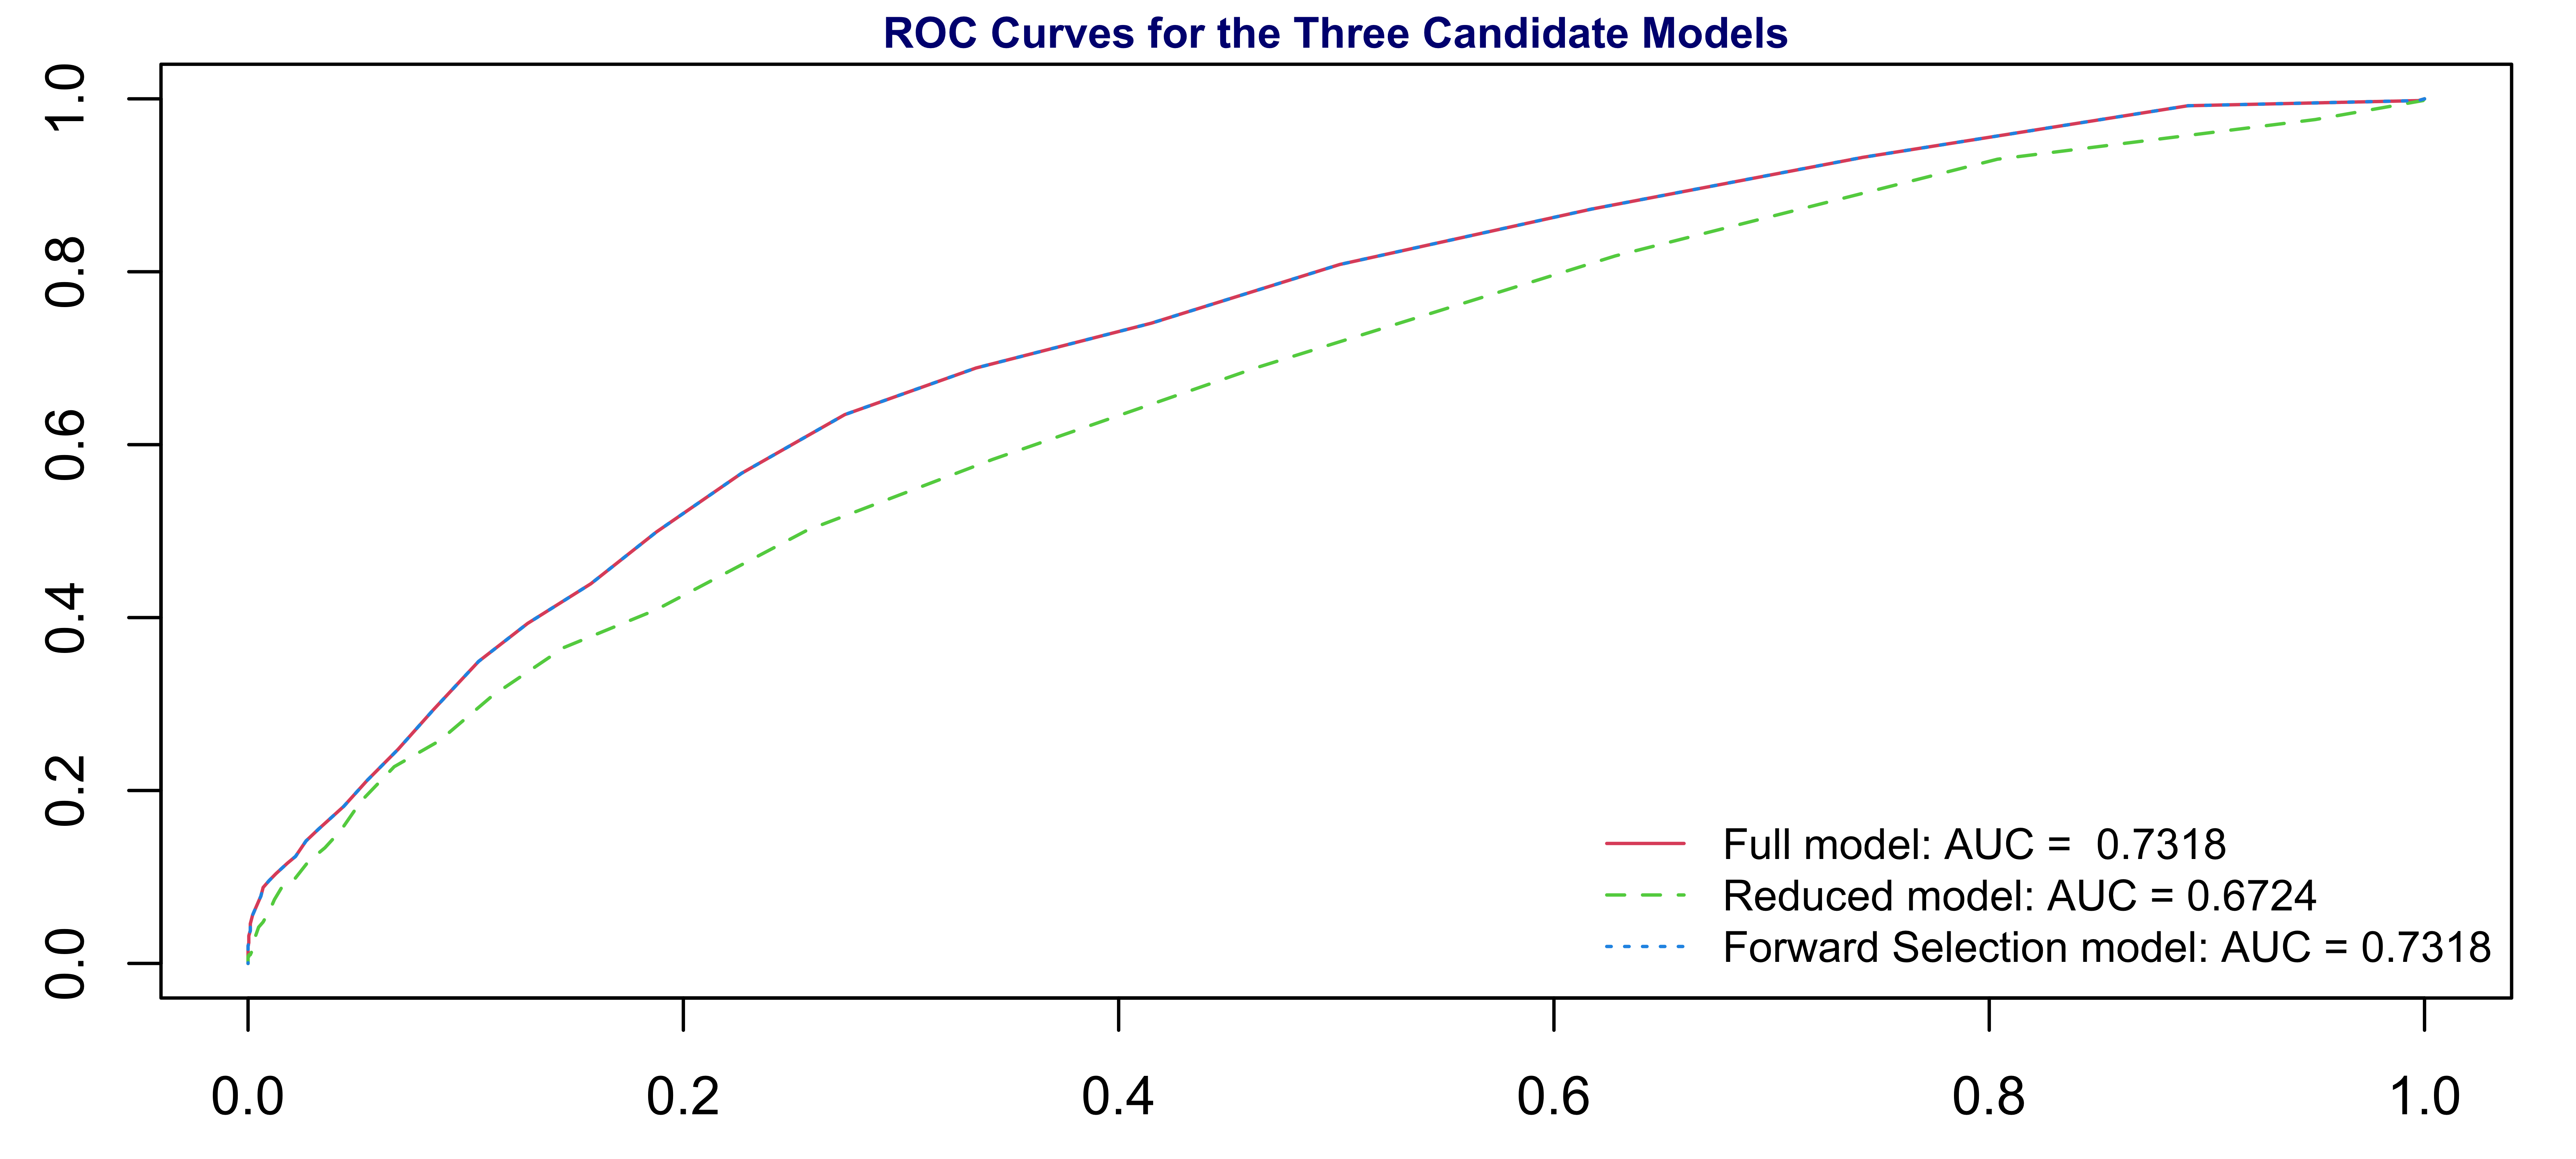 ROC Curves for the Three Candidate Models
1.0
0.8
0.6
0.4
0.2
0.0
Full model: AUC =  0.7318
Reduced model: AUC = 0.6724
Forward Selection model: AUC = 0.7318
0.0 0.2 0.4 0.6 0.8 1.0